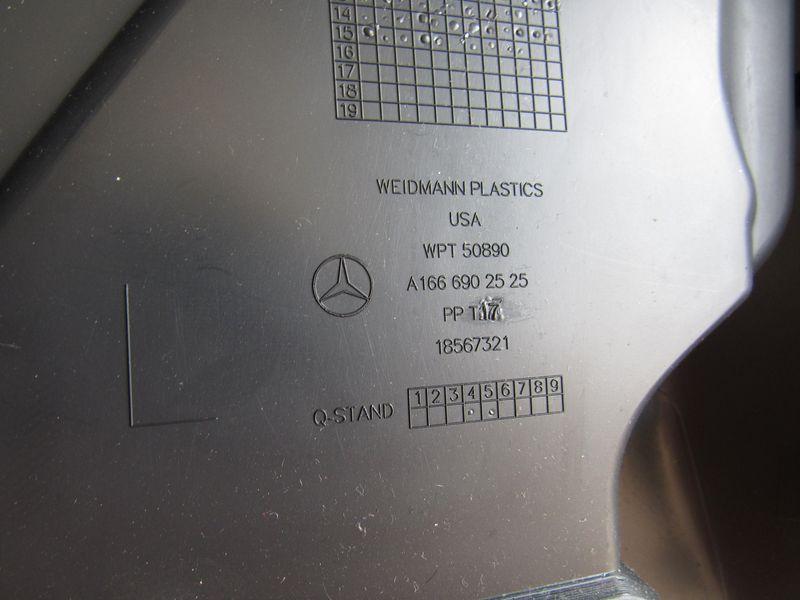 14
15
16
17
18
19
WEIDMANN PLASTICS
USA
WPT 50890
A166 690 25 25
PP T17
18567321
Q-STAND 1 2 3 4 5 6 7 8 9